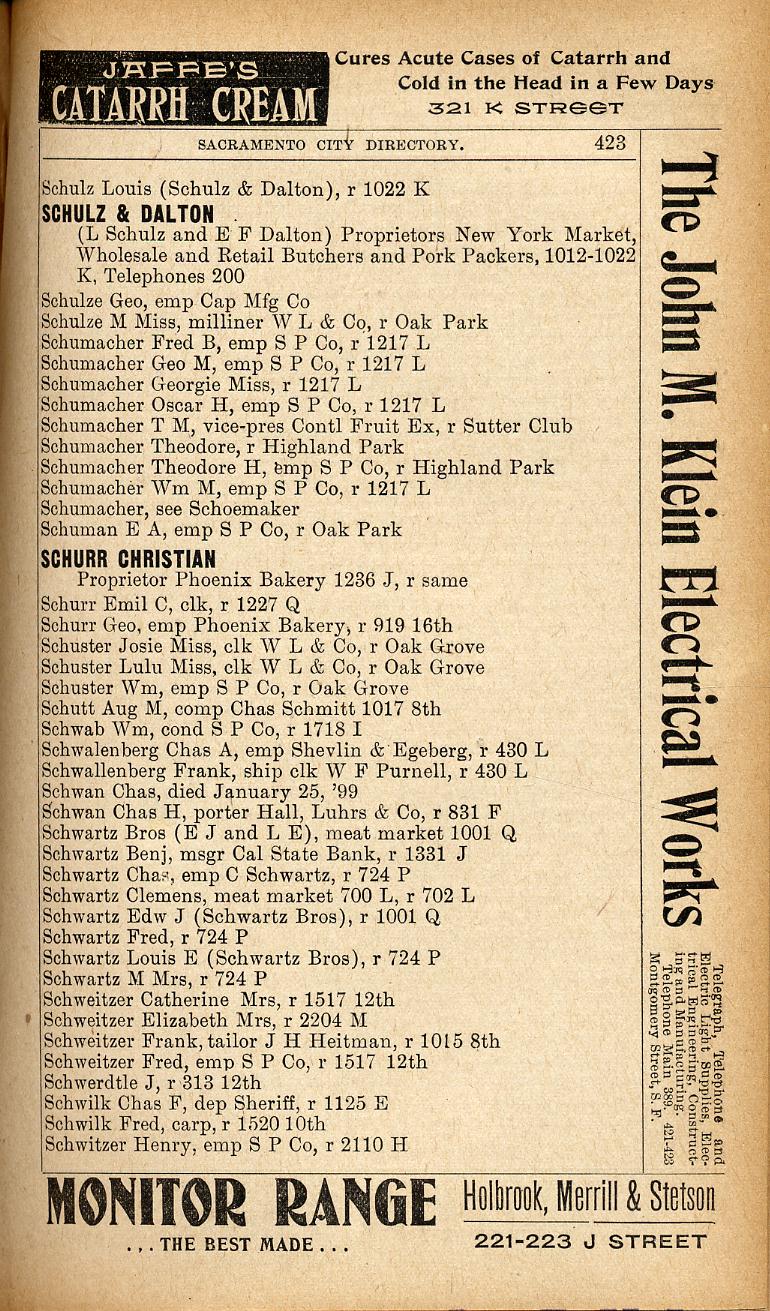 JAFFE'S
CATARRH CREAM
Cures Acute Cases of Catarrh and
Cold in the Head in a Few Days
321 K STREET
SACRAMENTO CITY DIRECTORY. 423
Schulz Louis (Schulz & Dalton), r 1022 K
SCHULZ & DALTON
(L Schulz and E F Dalton) Proprietors New York Market,
Wholesale and Retail Butchers and Pork Packers, 1012-1022
K, Telephones 200
Schulze Geo, emp Cap Mfg Co
Schulze M Miss, milliner W L & Co, r Oak Park
Schumacher Fred B, emp S P Co, r 1217 L
Schumacher Geo M, emp S P Co, r 1217 L
Schumacher Georgie Miss, r 1217 L
Schumacher Oscar H, emp S P Co, r 1217 L
Schumacher T M, vice-pres Contl Fruit Ex, r Sutter Club
Schumacher Theodore, r Highland Park
Schumacher Theodore H, emp S P Co, r Highland Park
Schumacher Wm M, emp S P Co, r 1217 L
Schumacher, see Schoemaker
Schuman E A, emp S P Co, r Oak Park
SCHURR CHRISTIAN
Proprietor Phoenix Bakery 1236 J, r same
Schurr Emil C, clk, r 1227 Q
Schurr Geo, emp Phoenix Bakery, r 919 16th
Schuster Josie Miss, clk W L & Co, r Oak Grove
Schuster Lulu Miss, clk W L & Co, r Oak Grove
Schuster Wm, emp S P Co, r Oak Grove
Schutt Aug M, comp Chas Schmitt 1017 8th
Schwab Wm, cond S P Co, r 1718 I
Schwalenberg Chas A, emp Shevlin & Egeberg, r 430 L
Schwallenberg Frank, ship clk W F Purnell, r 430 L
Schwan Chas, died January 25, '99
Schwan Chas H, porter Hall, Luhrs & Co, r 831 F
Schwartz Bros (E J and L E), meat market 1001 Q
Schwartz Benj, msgr Cal State Bank, r 1331 J
Schwartz Chas, emp C Schwartz, r 724 P
Schwartz Clemens, meat market 700 L, r 702 L
Schwartz Edw J (Schwartz Bros), r 1001 Q
Schwartz Fred, r 724 P
Schwartz Louis E (Schwartz Bros), r 724 P
Schwartz M Mrs, r 724 P
Schweitzer Catherine Mrs, r 1517 12th
Schweitzer Elizabeth Mrs, r 2204 M
Schweitzer Frank, tailor J H Heitman, r 1015 8th
Schweitzer Fred, emp S P Co, r 1517 12th
Schwerdtle J, r 313 12th
Schwilk Chas F, dep Sheriff, r 1125 E
Schwilk Fred, carp, r 1520 10th
Schwitzer Henry, emp S P Co, r 2110 H
The John M. Klein Electrical Works
Telegraph, Telephone and
Electric Light Supplies, Elec-
trical Engineering, Construct-
ing and Manufacturing.
Telephone Main 389. 421-423
Montgomery Street, S. F.
MONITOR RANGE
...THE BEST MADE...
Holbrook, Merrill & Stetson
221-223 J STREET